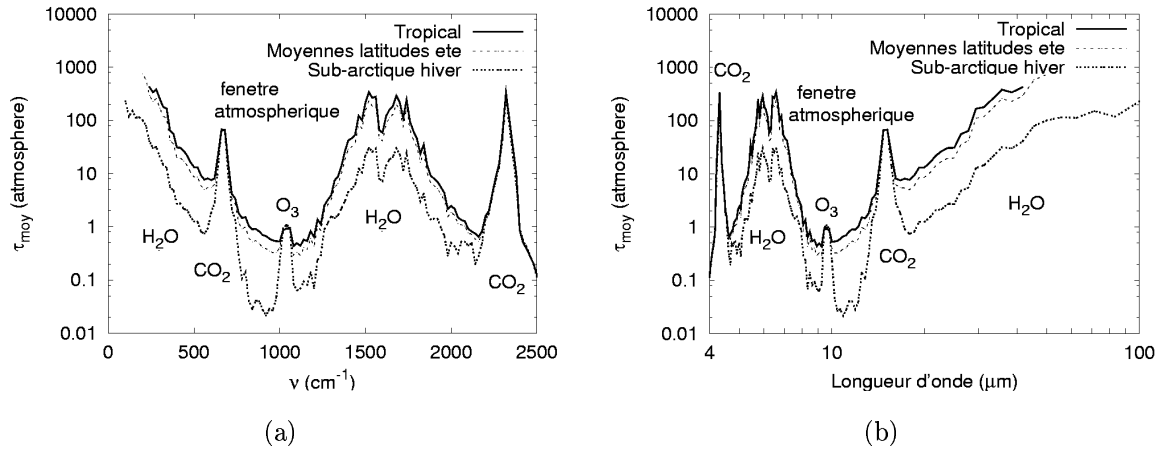 10000
1000
100
10
1
0.1
0.01
τmoy (atmosphere)
Tropical
Moyennes latitudes ete
Sub-arctique hiver
fenetre
atmospherique
H2O
CO2
O3
H2O
CO2
0
500
1000
1500
2000
2500
ν (cm-1)
(a)
10000
1000
100
10
1
0.1
0.01
τmoy (atmosphere)
Tropical
Moyennes latitudes ete
Sub-arctique hiver
CO2
fenetre
atmospherique
H2O
O3
CO2
H2O
4
10
100
Longueur d'onde (μm)
(b)